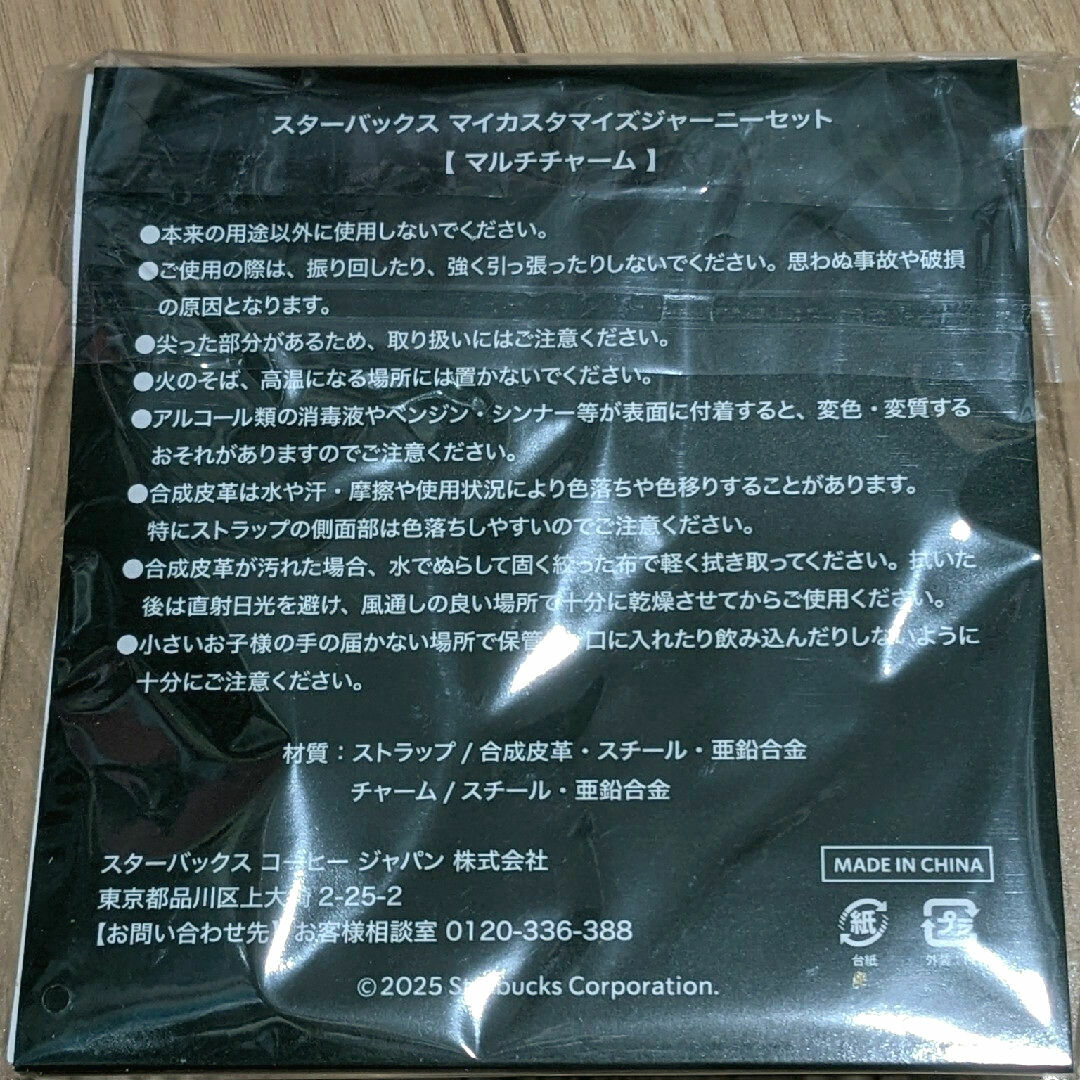 スターバックス マイカスタマイズジャーニーセット
【 マルチチャーム 】
●本来の用途以外に使用しないでください。
●ご使用の際は、振り回したり、強く引っ張ったりしないでください。思わぬ事故や破損
の原因となります。
●尖った部分があるため、取り扱いにはご注意ください。
●火のそば、高温になる場所には置かないでください。
●アルコール類の消毒液やベンジン・シンナー等が表面に付着すると、変色・変質する
おそれがありますのでご注意ください。
●合成皮革は水や汗・摩擦や使用状況により色落ちや色移りすることがあります。
特にストラップの側面部は色落ちしやすいのでご注意ください。
●合成皮革が汚れた場合、水でぬらして固く絞った布で軽く拭き取ってください。拭いた
後は直射日光を避け、風通しの良い場所で十分に乾燥させてからご使用ください。
●小さいお子様の手の届かない場所で保管 口に入れたり飲み込んだりしないように
十分にご注意ください。
材質：ストラップ / 合成皮革・スチール・亜鉛合金
チャーム / スチール・亜鉛合金
スターバックス コーヒー ジャパン 株式会社
東京都品川区上大崎 2-25-2
【お問い合わせ先】お客様相談室 0120-336-388
MADE IN CHINA
紙 プラ
台紙 外装：
©2025 Starbucks Corporation.